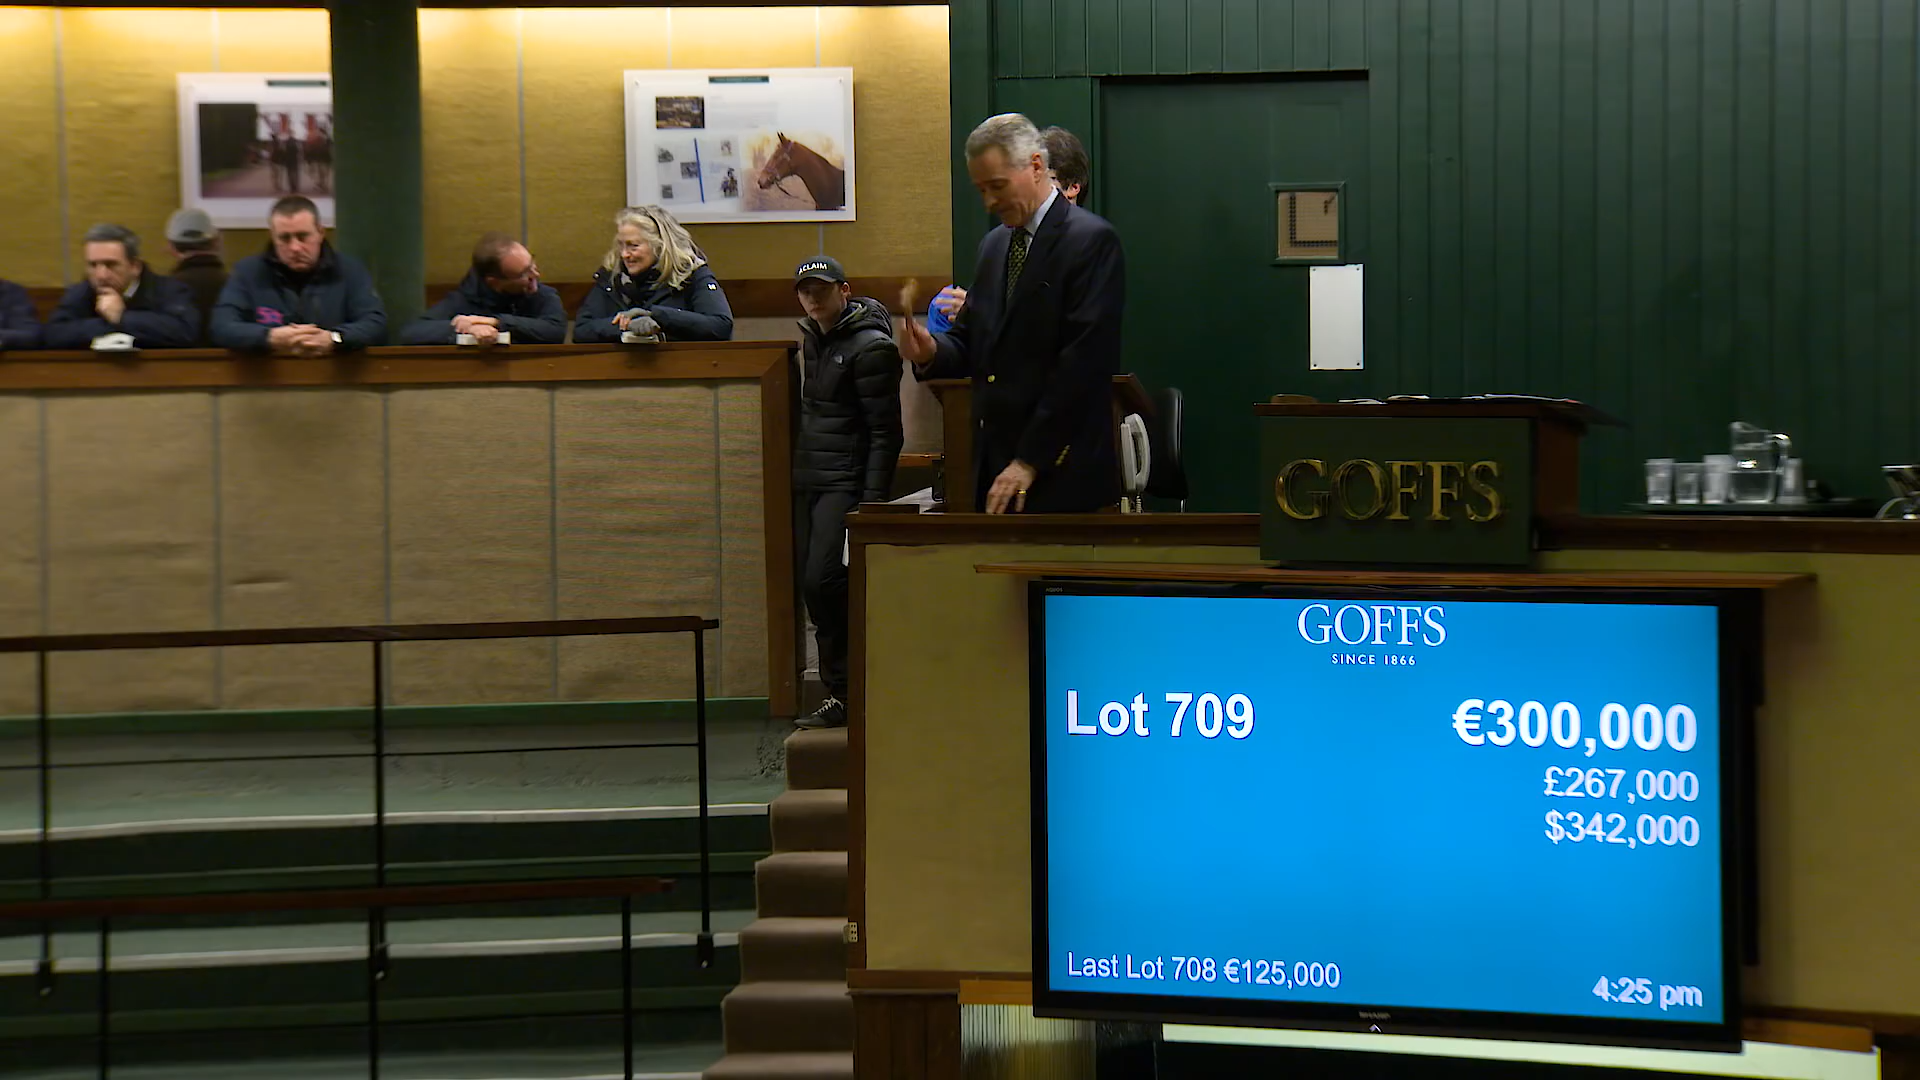 ACLAIM
GOFFS
GOFFS
SINCE 1866
Lot 709
€300,000
£267,000
$342,000
Last Lot 708 €125,000
4:25 pm